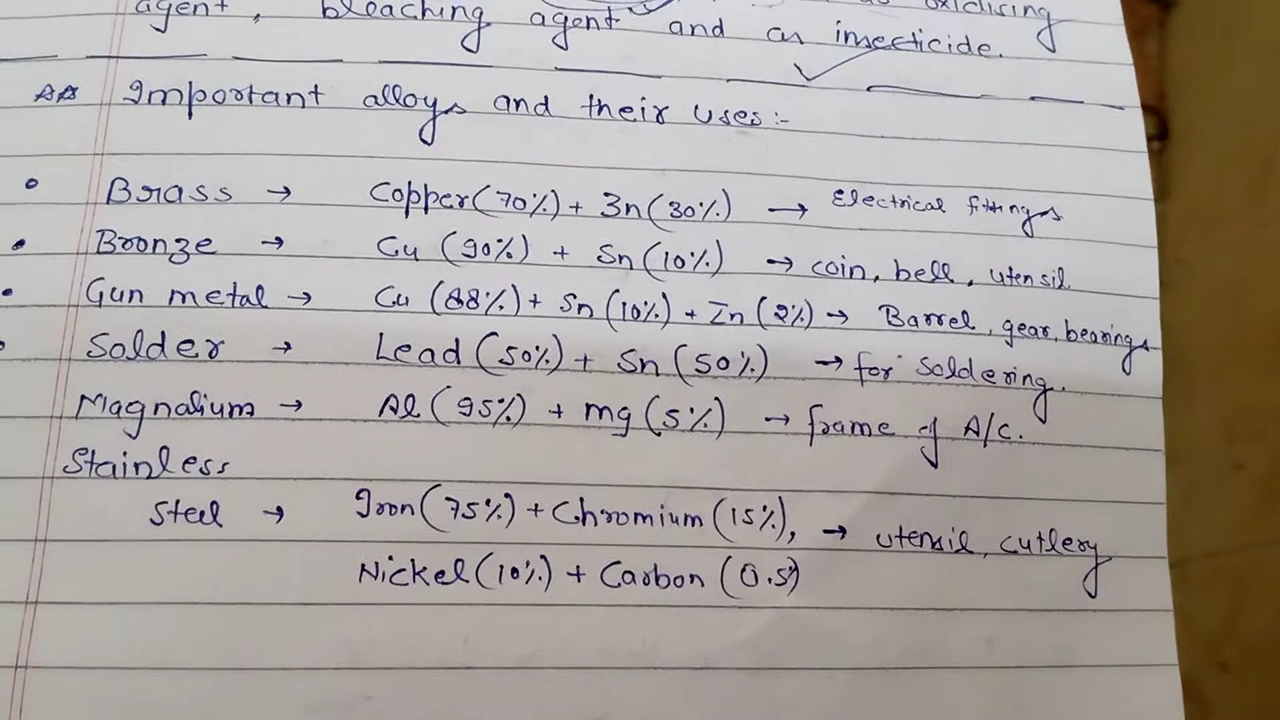 agent, bleaching agent and as insecticide. oxidising
Important alloys and their uses :-
Brass → Copper (70%) + Zn (30%) → Electrical fittings
Bronze → Cu (90%) + Sn (10%) → coin, bell, utensil.
Gun metal → Cu (88%) + Sn (10%) + Zn (2%) → Barrel, gear, bearings
Solder → Lead (50%) + Sn (50%) → for soldering.
Magnalium → Al (95%) + mg (5%) → frame of A/C.
Stainless
Steel → Iron (75%) + Chromium (15%), → utensil, cutlery
Nickel (10%) + Carbon (0.5)